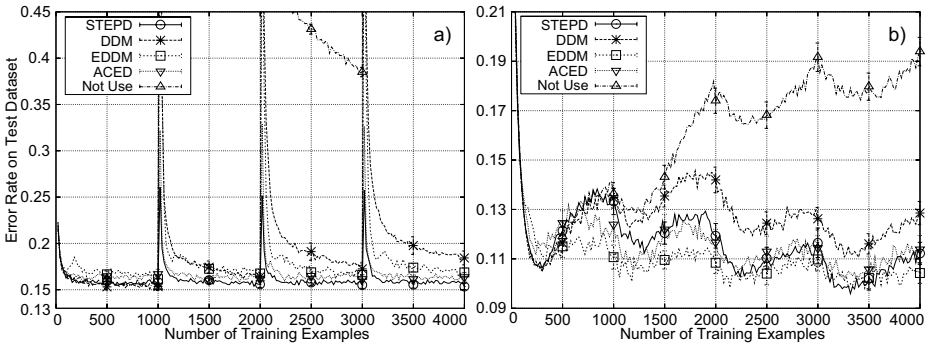 Error Rate on Test Dataset
0.45
0.4
0.35
0.3
0.25
0.2
0.15
0.13
STEPD
DDM
EDDM
ACED
Not Use
a)
0 500 1000 1500 2000 2500 3000 3500 4000
Number of Training Examples
0.21
0.19
0.17
0.15
0.13
0.11
0.09
STEPD
DDM
EDDM
ACED
Not Use
b)
0 500 1000 1500 2000 2500 3000 3500 4000
Number of Training Examples